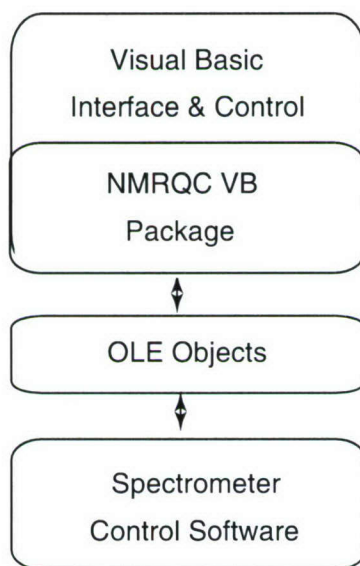 Visual Basic
Interface & Control
NMRQC VB
Package
OLE Objects
Spectrometer
Control Software